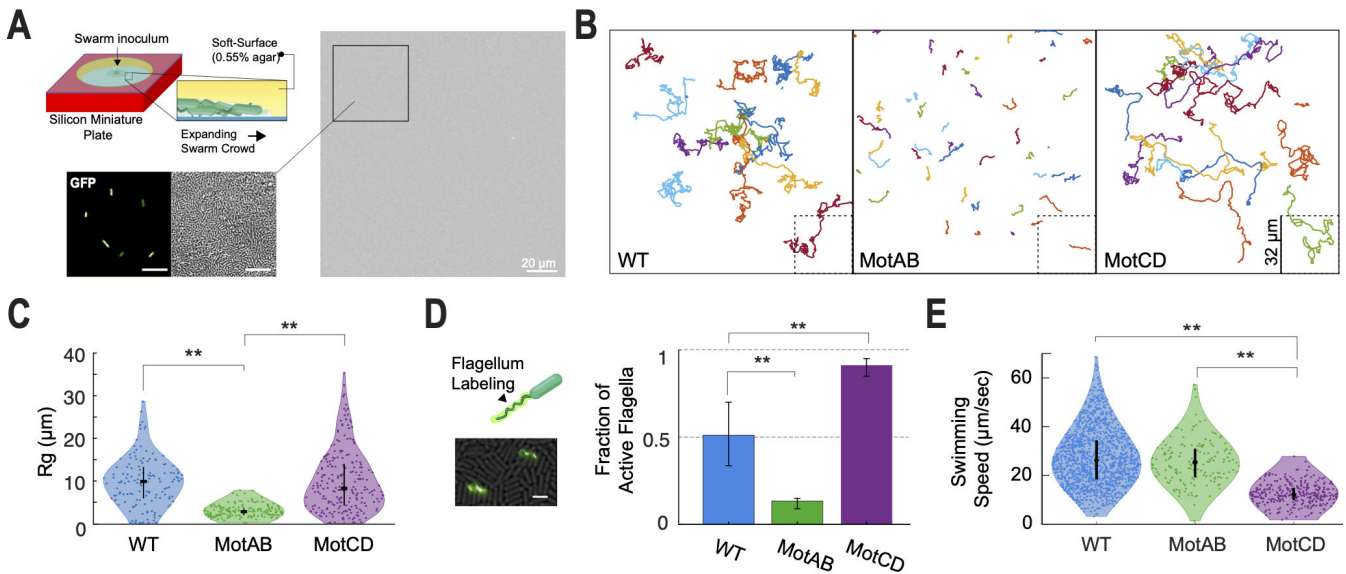 A
Swarm inoculum
Soft-Surface
(0.55% agar)
Silicon Miniature
Plate
Expanding
Swarm Crowd
GFP
20 µm
B
WT
MotAB
MotCD
32 µm
C
**
**
Rg (µm)
40
30
20
10
0
WT
MotAB
MotCD
D
Flagellum
Labeling
**
**
Fraction of
Active Flagella
1
0.5
0
WT
MotAB
MotCD
E
**
**
Swimming
Speed (µm/sec)
60
40
20
0
WT
MotAB
MotCD